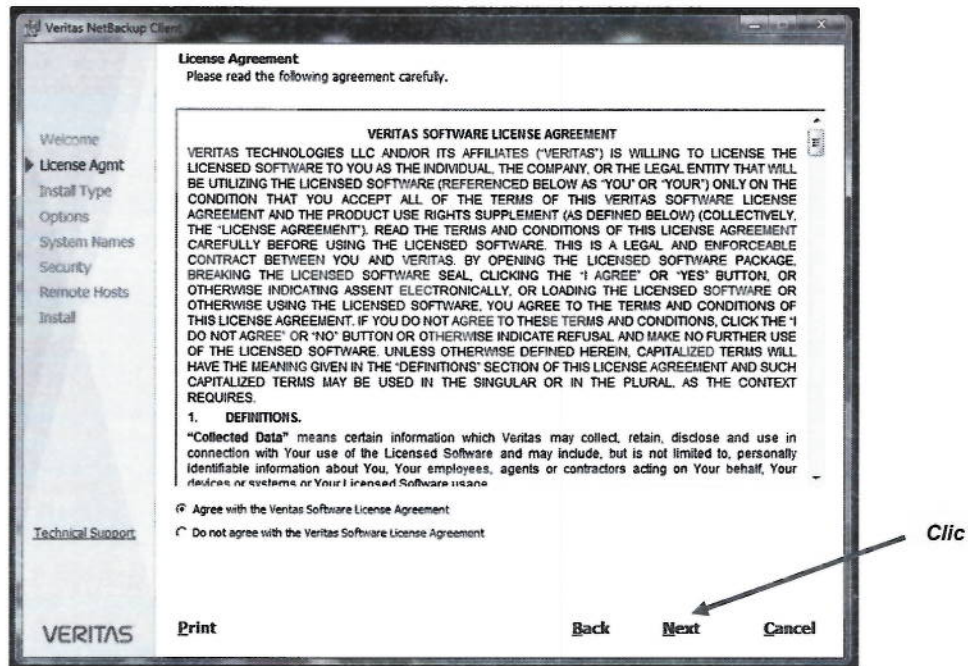 Veritas NetBackup Client
License Agreement
Please read the following agreement carefully.
Welcome
License Agmt
Install Type
Options
System Names
Security
Remote Hosts
Install
VERITAS SOFTWARE LICENSE AGREEMENT
VERITAS TECHNOLOGIES LLC AND/OR ITS AFFILIATES ("VERITAS") IS WILLING TO LICENSE THE
LICENSED SOFTWARE TO YOU AS THE INDIVIDUAL, THE COMPANY, OR THE LEGAL ENTITY THAT WILL
BE UTILIZING THE LICENSED SOFTWARE (REFERENCED BELOW AS "YOU" OR "YOUR") ONLY ON THE
CONDITION THAT YOU ACCEPT ALL OF THE TERMS OF THIS VERITAS SOFTWARE LICENSE
AGREEMENT AND THE PRODUCT USE RIGHTS SUPPLEMENT (AS DEFINED BELOW) (COLLECTIVELY,
THE "LICENSE AGREEMENT"). READ THE TERMS AND CONDITIONS OF THIS LICENSE AGREEMENT
CAREFULLY BEFORE USING THE LICENSED SOFTWARE. THIS IS A LEGAL AND ENFORCEABLE
CONTRACT BETWEEN YOU AND VERITAS. BY OPENING THE LICENSED SOFTWARE PACKAGE,
BREAKING THE LICENSED SOFTWARE SEAL, CLICKING THE "I AGREE" OR "YES" BUTTON, OR
OTHERWISE INDICATING ASSENT ELECTRONICALLY, OR LOADING THE LICENSED SOFTWARE OR
OTHERWISE USING THE LICENSED SOFTWARE, YOU AGREE TO THE TERMS AND CONDITIONS OF
THIS LICENSE AGREEMENT. IF YOU DO NOT AGREE TO THESE TERMS AND CONDITIONS, CLICK THE "I
DO NOT AGREE" OR "NO" BUTTON OR OTHERWISE INDICATE REFUSAL AND MAKE NO FURTHER USE
OF THE LICENSED SOFTWARE. UNLESS OTHERWISE DEFINED HEREIN, CAPITALIZED TERMS WILL
HAVE THE MEANING GIVEN IN THE "DEFINITIONS" SECTION OF THIS LICENSE AGREEMENT AND SUCH
CAPITALIZED TERMS MAY BE USED IN THE SINGULAR OR IN THE PLURAL, AS THE CONTEXT
REQUIRES.
1. DEFINITIONS.
"Collected Data" means certain information which Veritas may collect, retain, disclose and use in
connection with Your use of the Licensed Software and may include, but is not limited to, personally
identifiable information about You, Your employees, agents or contractors acting on Your behalf, Your
devices or systems or Your Licensed Software usage
Agree with the Veritas Software License Agreement
Do not agree with the Veritas Software License Agreement
Technical Support
Clic
VERITAS
Print
Back
Next
Cancel